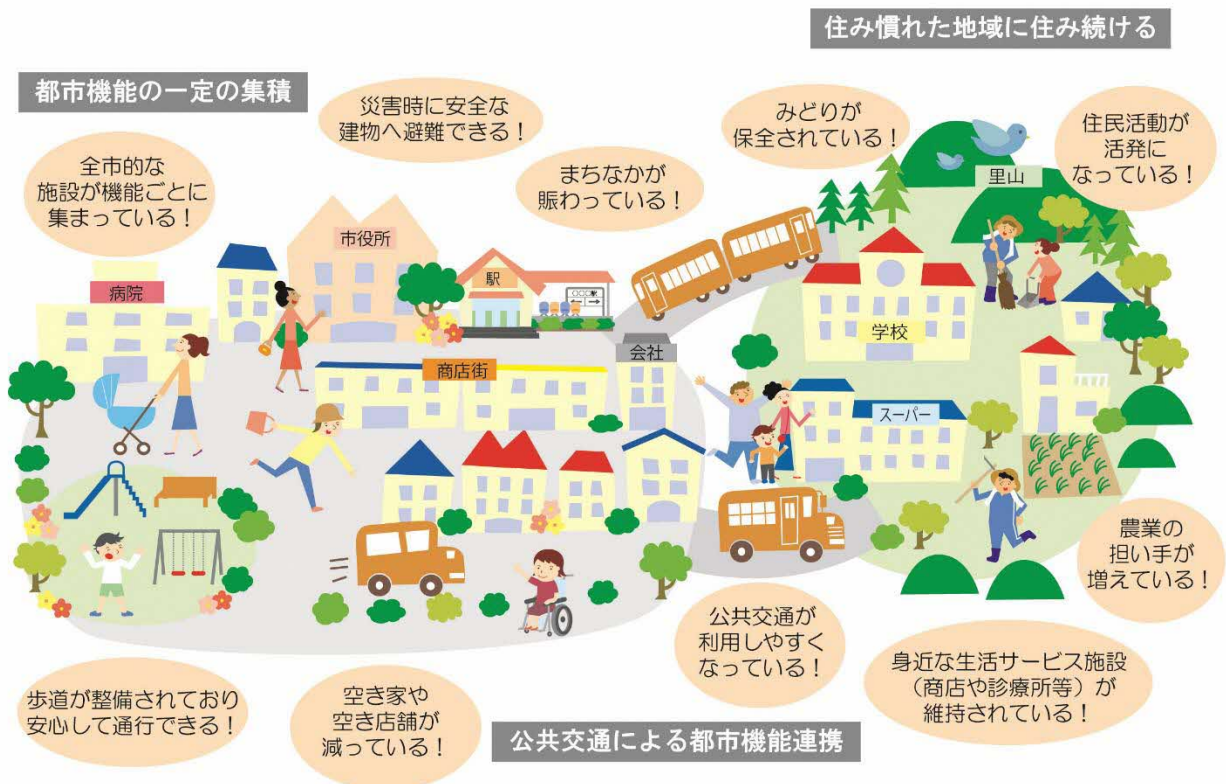 住み慣れた地域に住み続ける
都市機能の一定の集積
災害時に安全な
建物へ避難できる！
みどりが
保全されている！
住民活動が
活発に
なっている！
全市的な
施設が機能ごとに
集まっている！
まちなかが
賑わっている！
里山
市役所
駅
○○○駅
病院
学校
会社
商店街
スーパー
農業の
担い手が
増えている！
公共交通が
利用しやすく
なっている！
身近な生活サービス施設
（商店や診療所等）が
維持されている！
歩道が整備されており
安心して通行できる！
空き家や
空き店舗が
減っている！
公共交通による都市機能連携